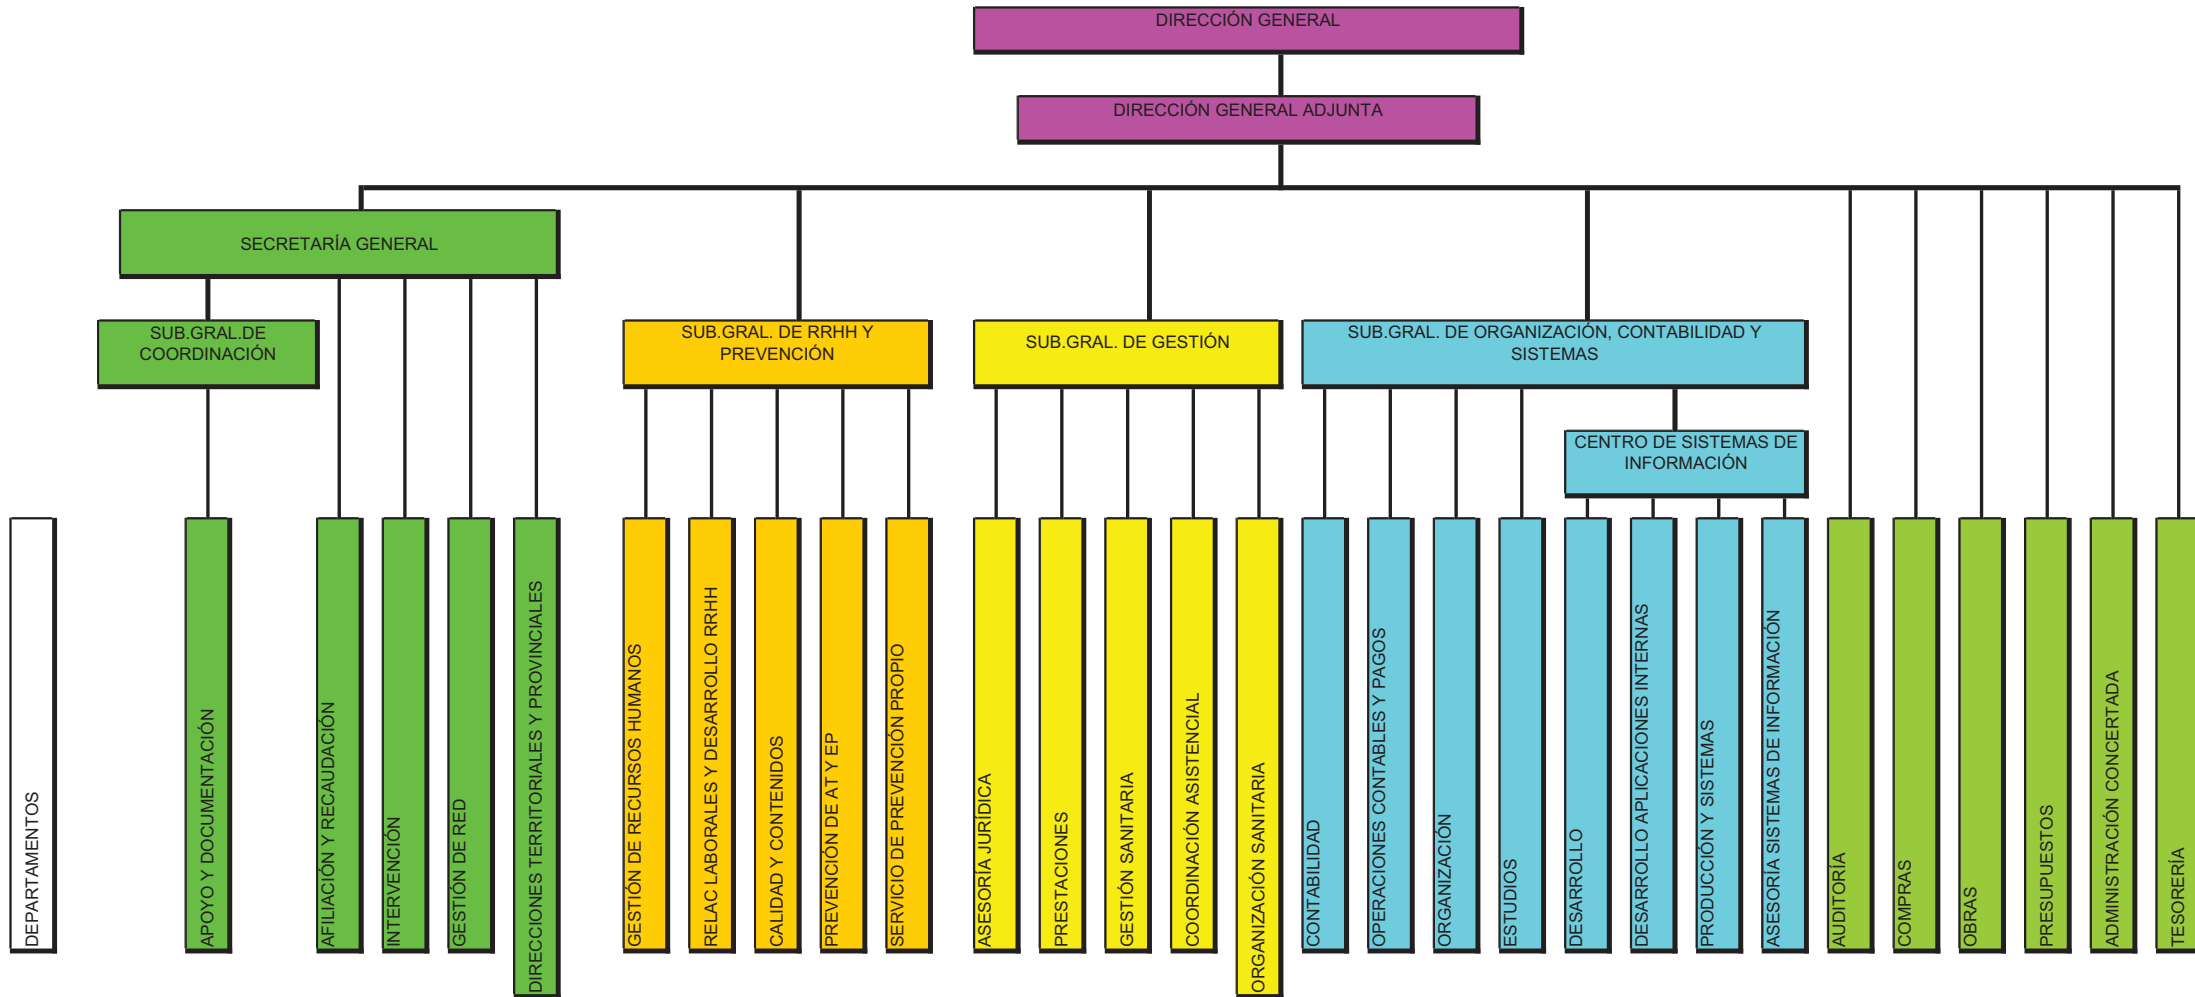 DIRECCIÓN GENERAL
DIRECCIÓN GENERAL ADJUNTA
SECRETARÍA GENERAL
SUB.GRAL.DE
COORDINACIÓN
SUB.GRAL. DE RRHH Y
PREVENCIÓN
SUB.GRAL. DE GESTIÓN
SUB.GRAL. DE ORGANIZACIÓN, CONTABILIDAD Y
SISTEMAS
CENTRO DE SISTEMAS DE
INFORMACIÓN
DEPARTAMENTOS
APOYO Y DOCUMENTACIÓN
AFILIACIÓN Y RECAUDACIÓN
INTERVENCIÓN
GESTIÓN DE RED
DIRECCIONES TERRITORIALES Y PROVINCIALES
GESTIÓN DE RECURSOS HUMANOS
RELAC LABORALES Y DESARROLLO RRHH
CALIDAD Y CONTENIDOS
PREVENCIÓN DE AT Y EP
SERVICIO DE PREVENCIÓN PROPIO
ASESORÍA JURÍDICA
PRESTACIONES
GESTIÓN SANITARIA
COORDINACIÓN ASISTENCIAL
ORGANIZACIÓN SANITARIA
CONTABILIDAD
OPERACIONES CONTABLES Y PAGOS
ORGANIZACIÓN
ESTUDIOS
DESARROLLO
DESARROLLO APLICACIONES INTERNAS
PRODUCCIÓN Y SISTEMAS
ASESORÍA SISTEMAS DE INFORMACIÓN
AUDITORÍA
COMPRAS
OBRAS
PRESUPUESTOS
ADMINISTRACIÓN CONCERTADA
TESORERÍA